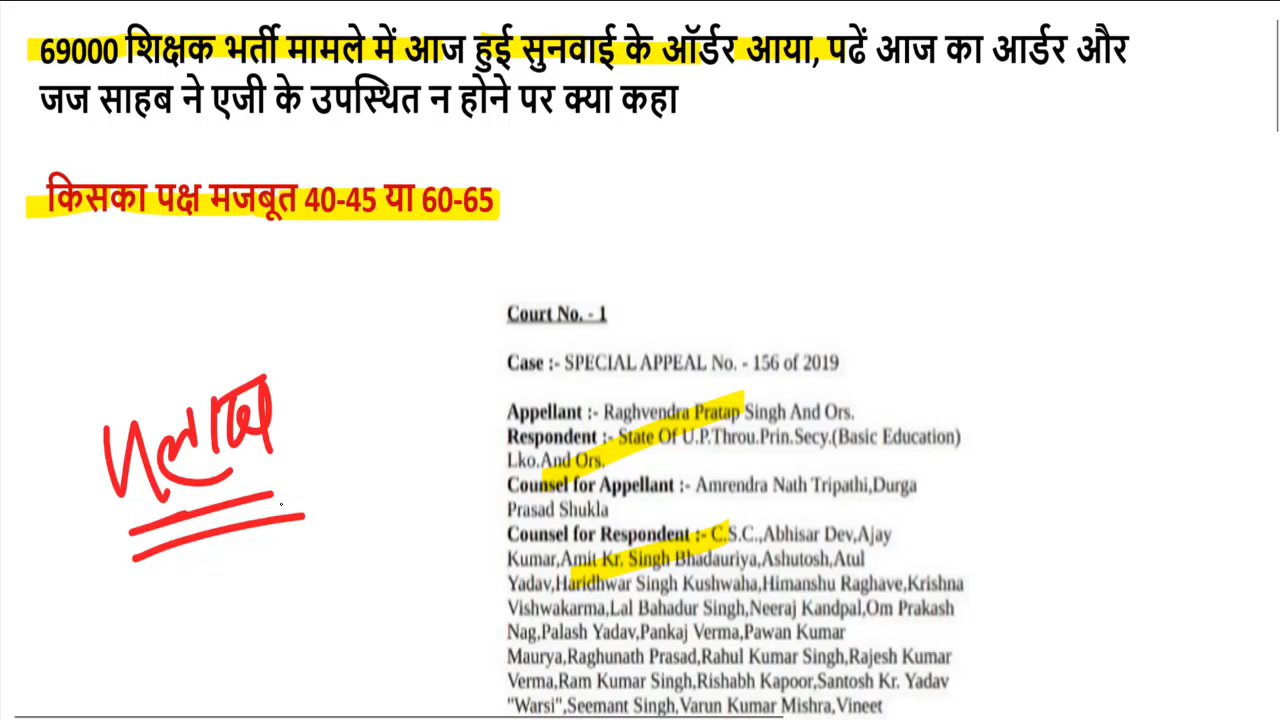 69000 शिक्षक भर्ती मामले में आज हुई सुनवाई के ऑर्डर आया, पढें आज का आर्डर और
जज साहब ने एजी के उपस्थित न होने पर क्या कहा
किसका पक्ष मजबूत 40-45 या 60-65
Court No. - 1
Case :- SPECIAL APPEAL No. - 156 of 2019
Appellant :- Raghvendra Pratap Singh And Ors.
Respondent :- State Of U.P.Throu.Prin.Secy.(Basic Education)
Lko.And Ors.
Counsel for Appellant :- Amrendra Nath Tripathi,Durga
Prasad Shukla
Counsel for Respondent :- C.S.C.,Abhisar Dev,Ajay
Kumar,Amit Kr. Singh Bhadauriya,Ashutosh,Atul
Yadav,Haridhwar Singh Kushwaha,Himanshu Raghave,Krishna
Vishwakarma,Lal Bahadur Singh,Neeraj Kandpal,Om Prakash
Nag,Palash Yadav,Pankaj Verma,Pawan Kumar
Maurya,Raghunath Prasad,Rahul Kumar Singh,Rajesh Kumar
Verma,Ram Kumar Singh,Rishabh Kapoor,Santosh Kr. Yadav
"Warsi",Seemant Singh,Varun Kumar Mishra,Vineet